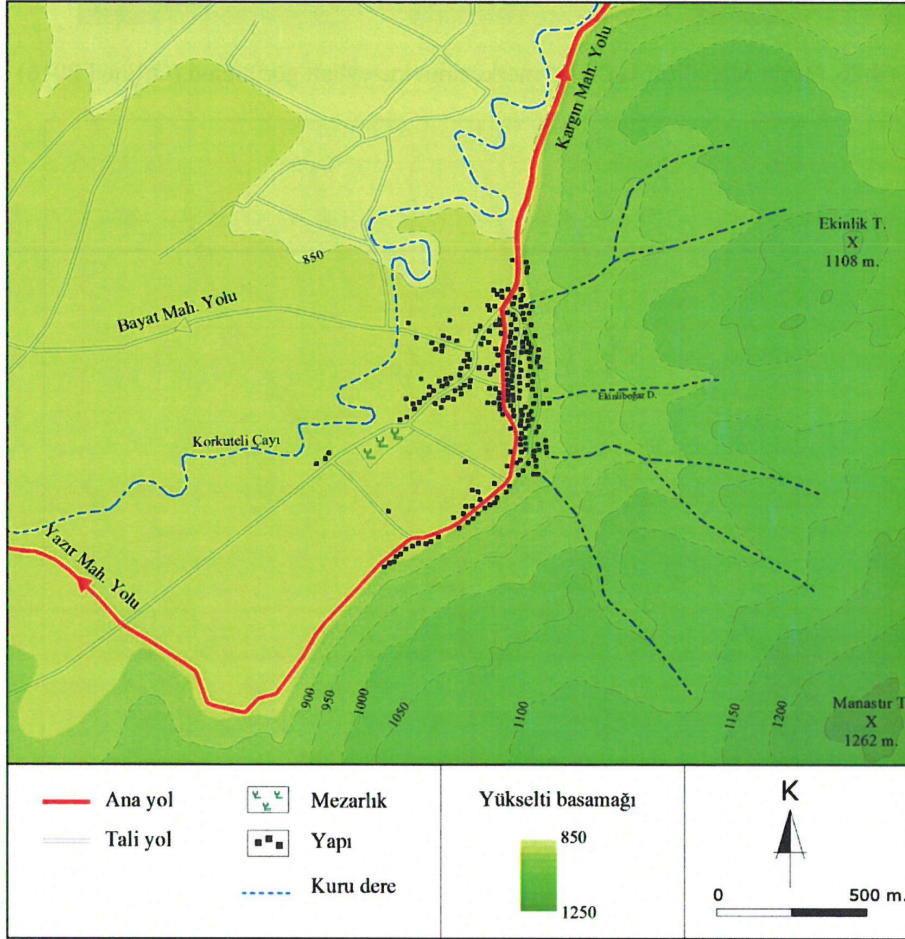 Kargın Mah. Yolu
Ekinlik T.
X
1108 m.
850
Bayat Mah. Yolu
Ekinliboğaz D.
Korkuteli Çayı
Yazır Mah. Yolu
900
950
1000
1050
1100
1150
1200
Manastır T
X
1262 m.
Ana yol
Tali yol
Mezarlık
Yapı
Kuru dere
Yükselti basamağı
850
1250
K
0 500 m.